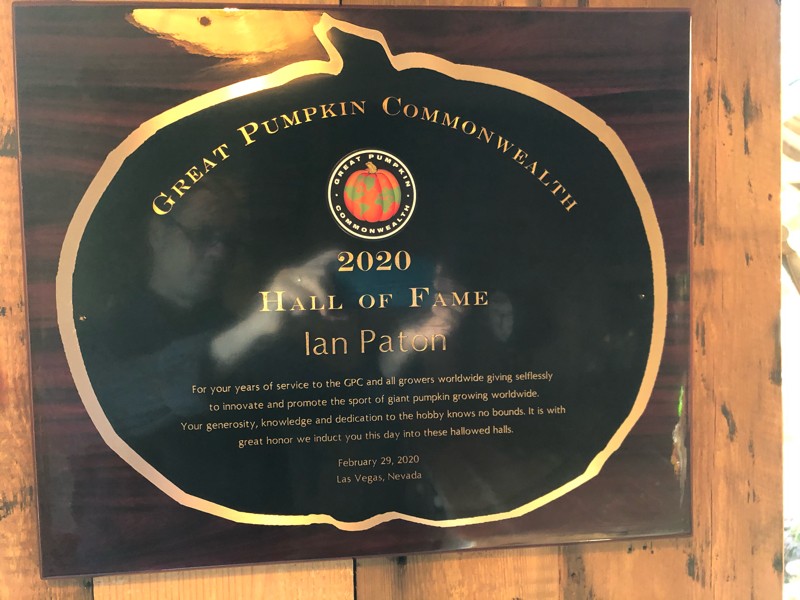 Great Pumpkin Commonwealth
GREAT PUMPKIN
COMMONWEALTH
2020
Hall of Fame
Ian Paton
For your years of service to the GPC and all growers worldwide giving selflessly
to innovate and promote the sport of giant pumpkin growing worldwide.
Your generosity, knowledge and dedication to the hobby knows no bounds. It is with
great honor we induct you this day into these hallowed halls.
February 29, 2020
Las Vegas, Nevada